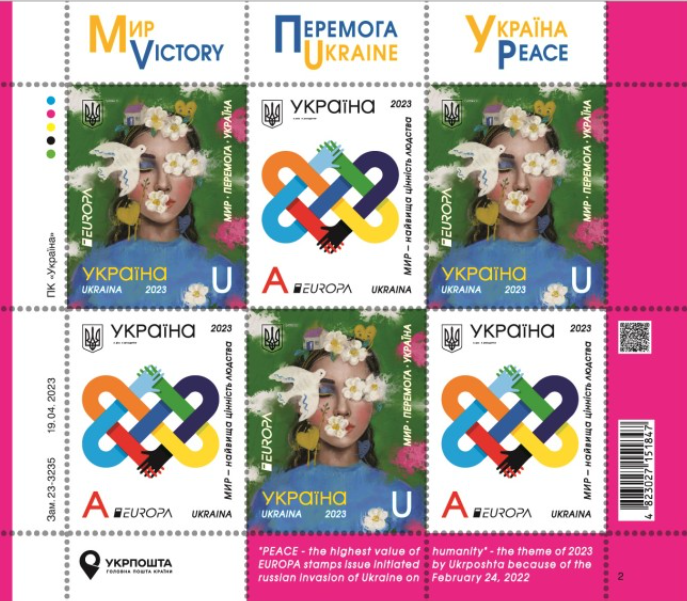 Мир
Victory
Перемога
Ukraine
Україна
Peace
EUROPA
МИР · ПЕРЕМОГА · УКРАЇНА
УКРАЇНА
UKRAINA 2023
U
УКРАЇНА 2023
МИР – найвища цінність людства
A EUROPA UKRAINA
EUROPA
МИР · ПЕРЕМОГА · УКРАЇНА
УКРАЇНА
UKRAINA 2023
U
ПК «Україна»
УКРАЇНА 2023
МИР – найвища цінність людства
A EUROPA UKRAINA
EUROPA
МИР · ПЕРЕМОГА · УКРАЇНА
УКРАЇНА
UKRAINA 2023
U
УКРАЇНА 2023
МИР – найвища цінність людства
A EUROPA UKRAINA
Зам. 23-3235 19.04. 2023
4 823027 151847
УКРПОШТА
ГОЛОВНА ПОШТА КРАЇНИ
"PEACE - the highest value of humanity" - the theme of 2023
EUROPA stamps issue initiated by Ukrposhta because of the
russian invasion of Ukraine on February 24, 2022
2